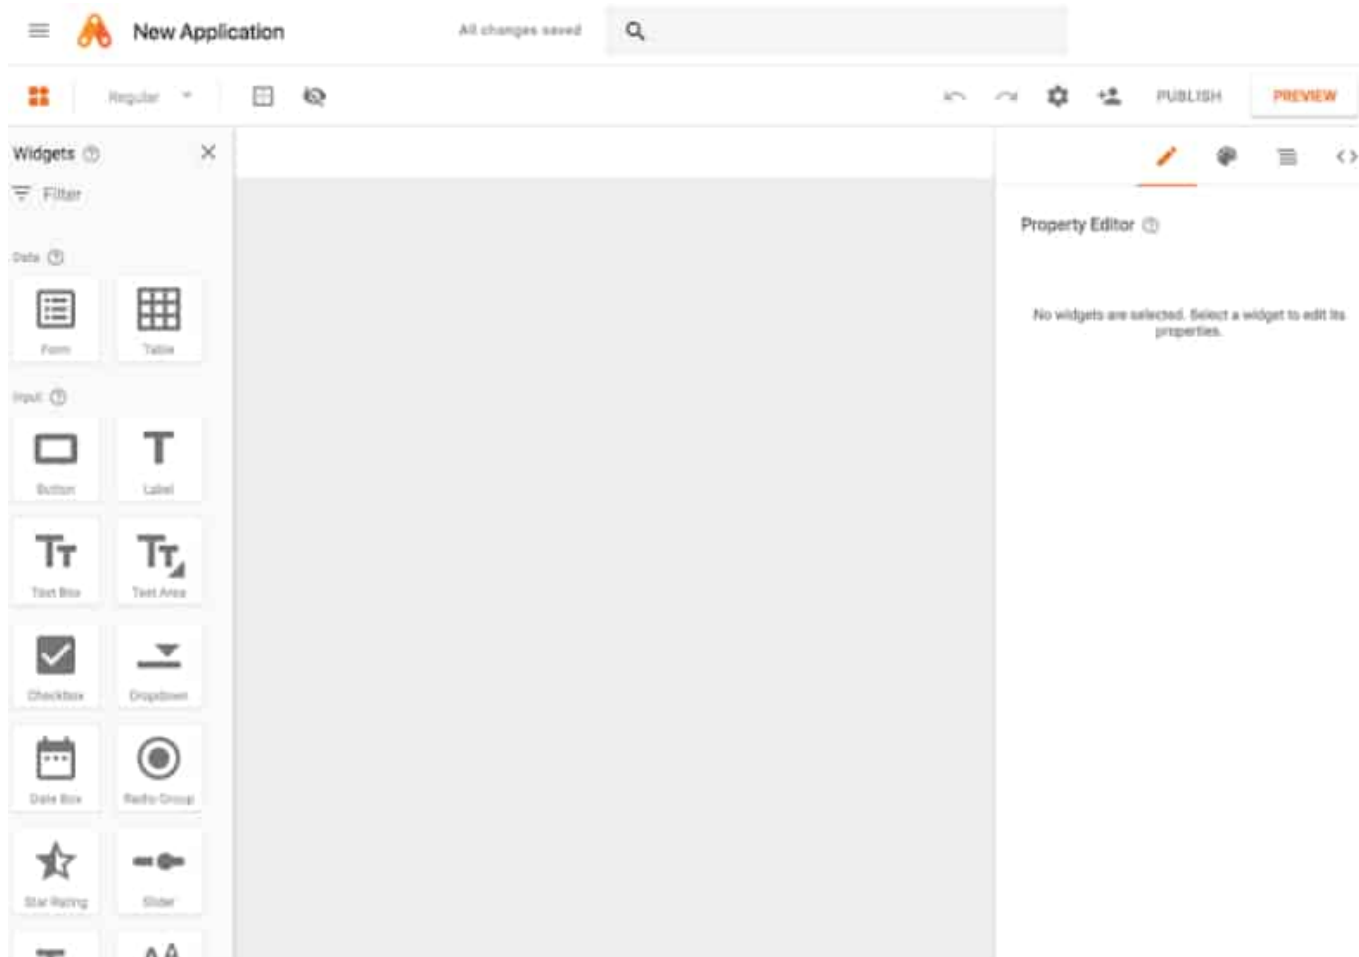 New Application
All changes saved
Regular
PUBLISH
PREVIEW
Widgets
Filter
Data
Form
Table
Input
Button
Label
Text Box
Text Area
Checkbox
Dropdown
Date Box
Radio Group
Star Rating
Slider
Property Editor
No widgets are selected. Select a widget to edit its
properties.